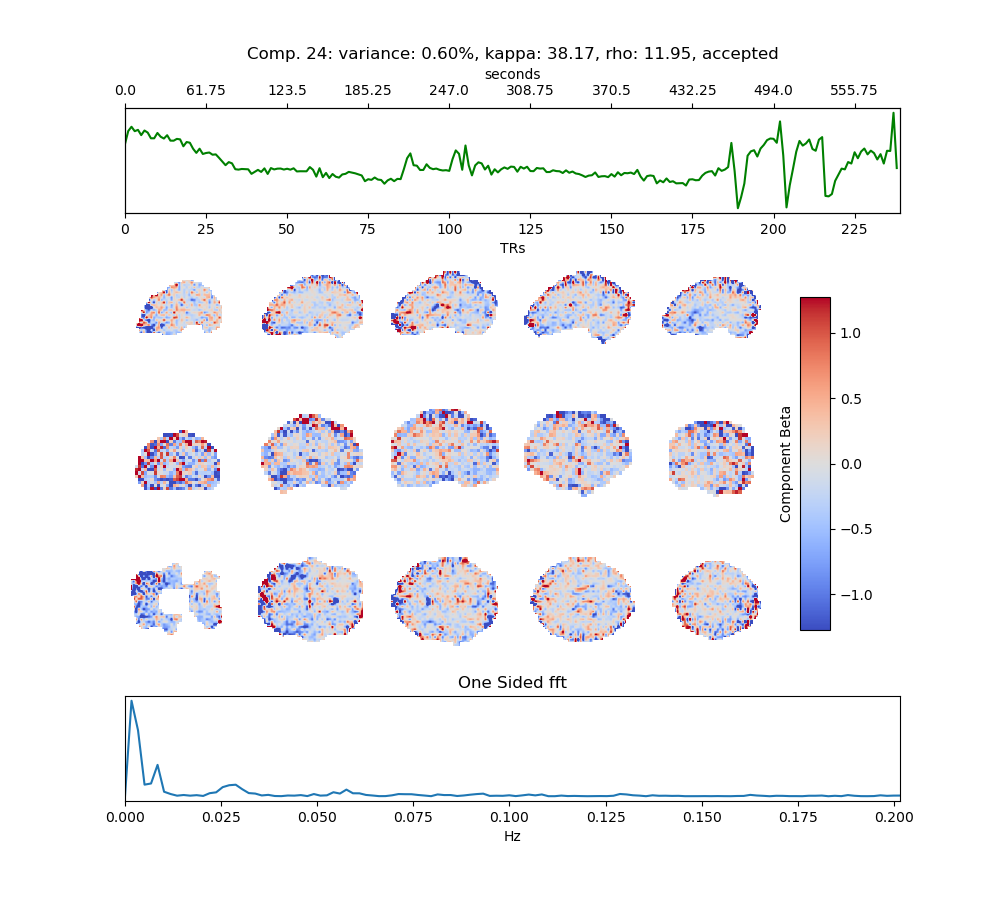 Comp. 24: variance: 0.60%, kappa: 38.17, rho: 11.95, accepted
seconds
0.0 61.75 123.5 185.25 247.0 308.75 370.5 432.25 494.0 555.75
0 25 50 75 100 125 150 175 200 225
TRs
Component Beta
1.0
0.5
0.0
−0.5
−1.0
One Sided fft
0.000 0.025 0.050 0.075 0.100 0.125 0.150 0.175 0.200
Hz